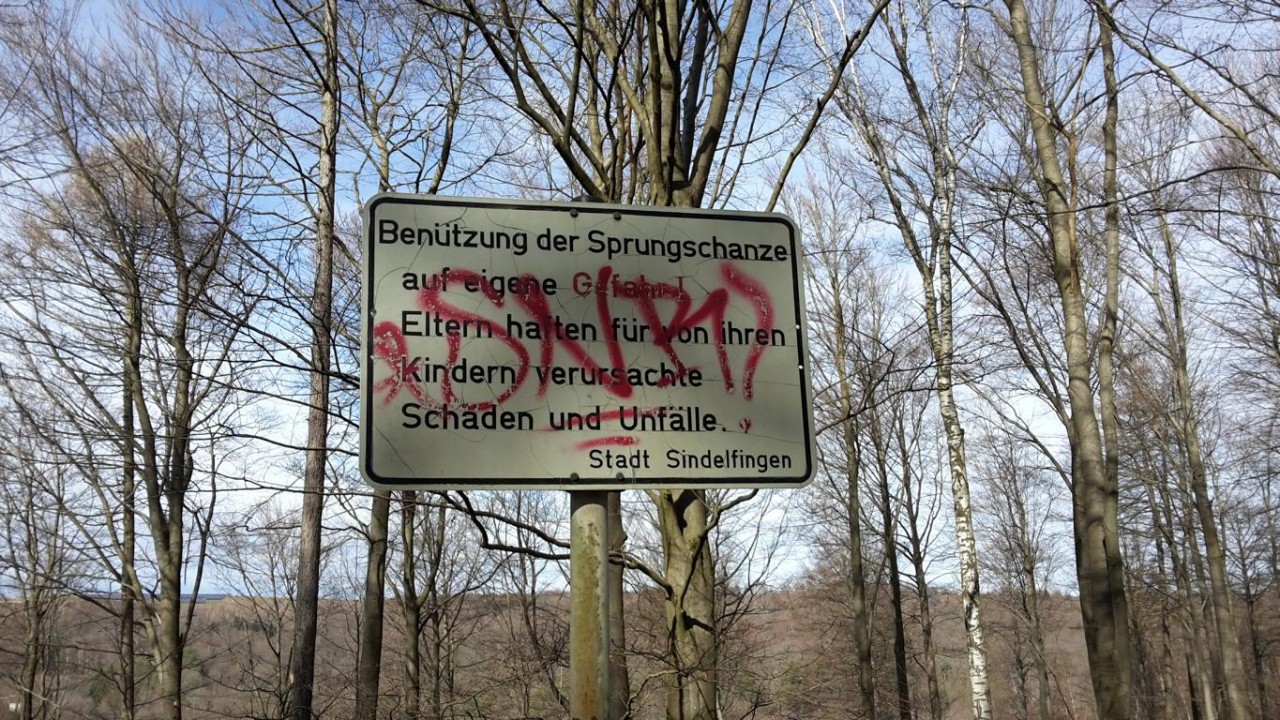 Benützung der Sprungschanze
auf eigene Gefahr!
Eltern haften für von ihren
Kindern verursachte
Schäden und Unfälle.
Stadt Sindelfingen